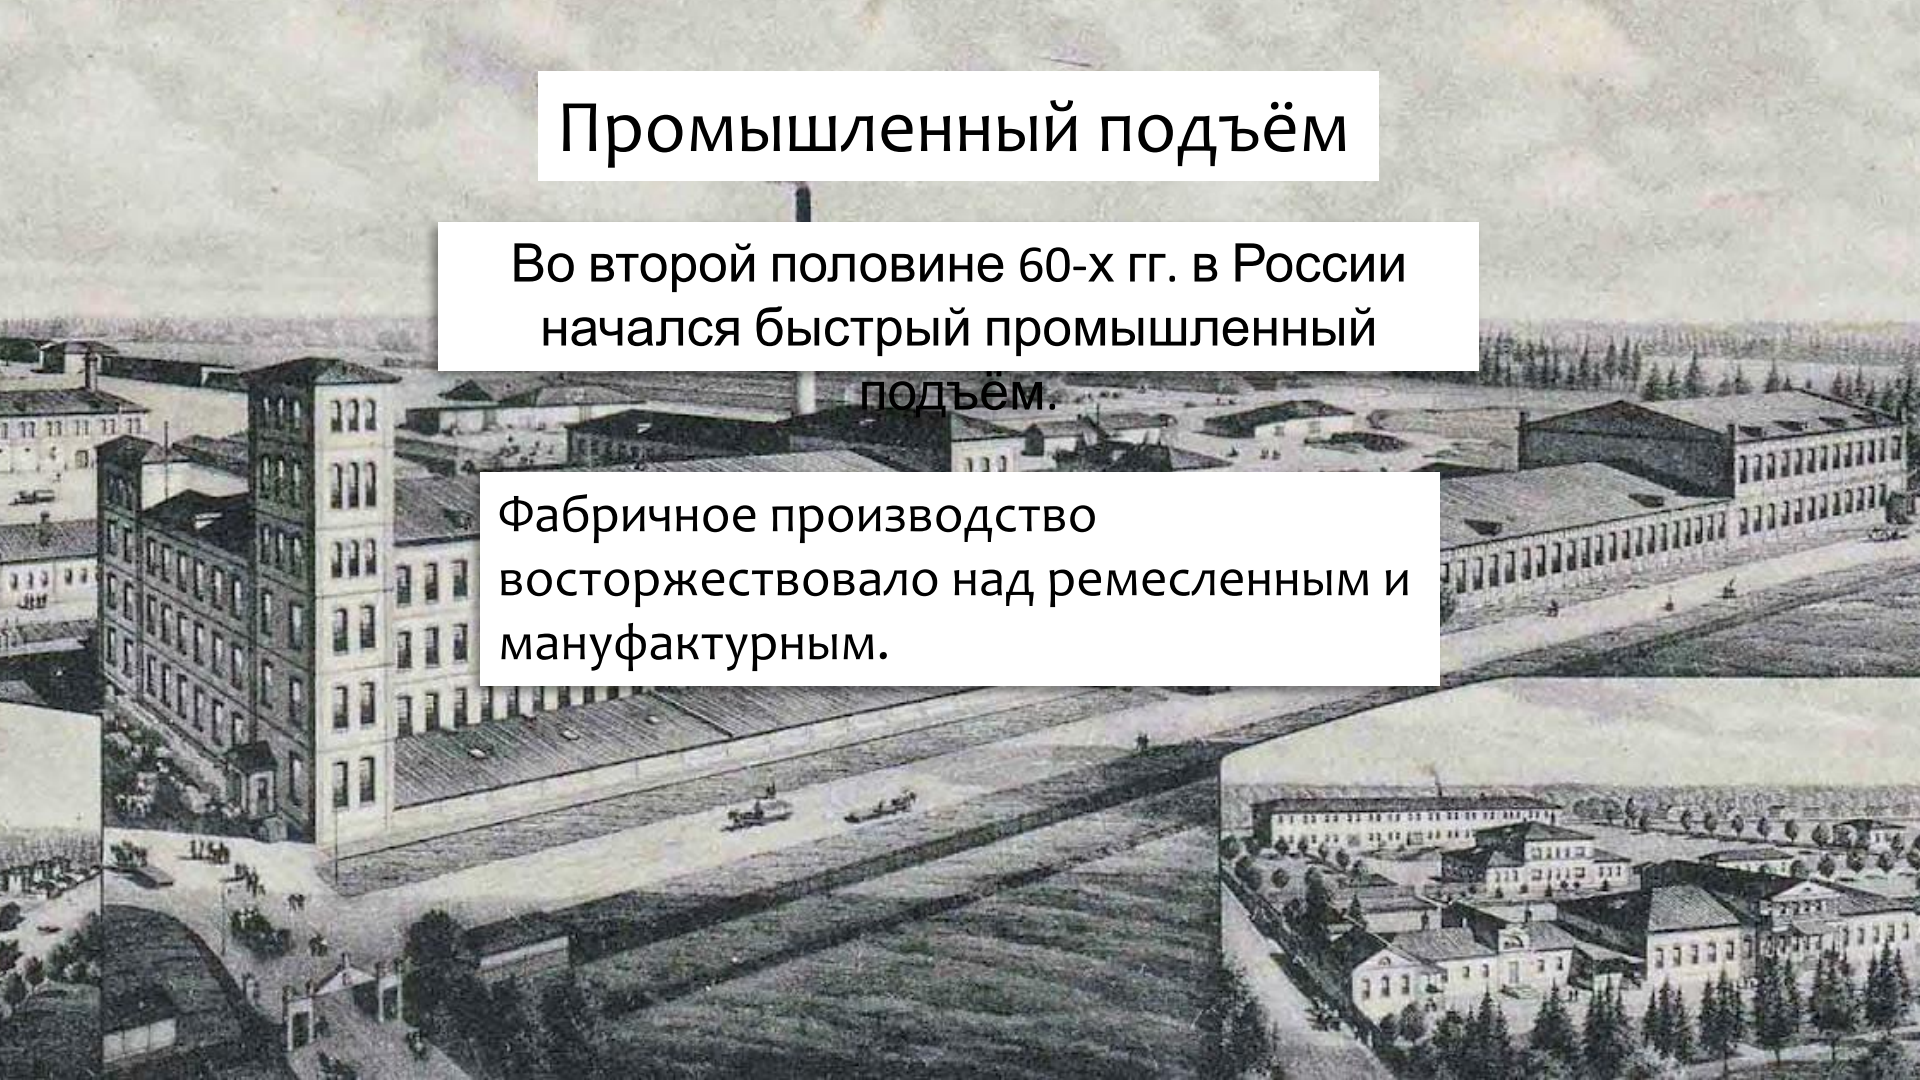 Промышленный подъём
Во второй половине 60-х гг. в России
начался быстрый промышленный
подъём.
Фабричное производство
восторжествовало над ремесленным и
мануфактурным.